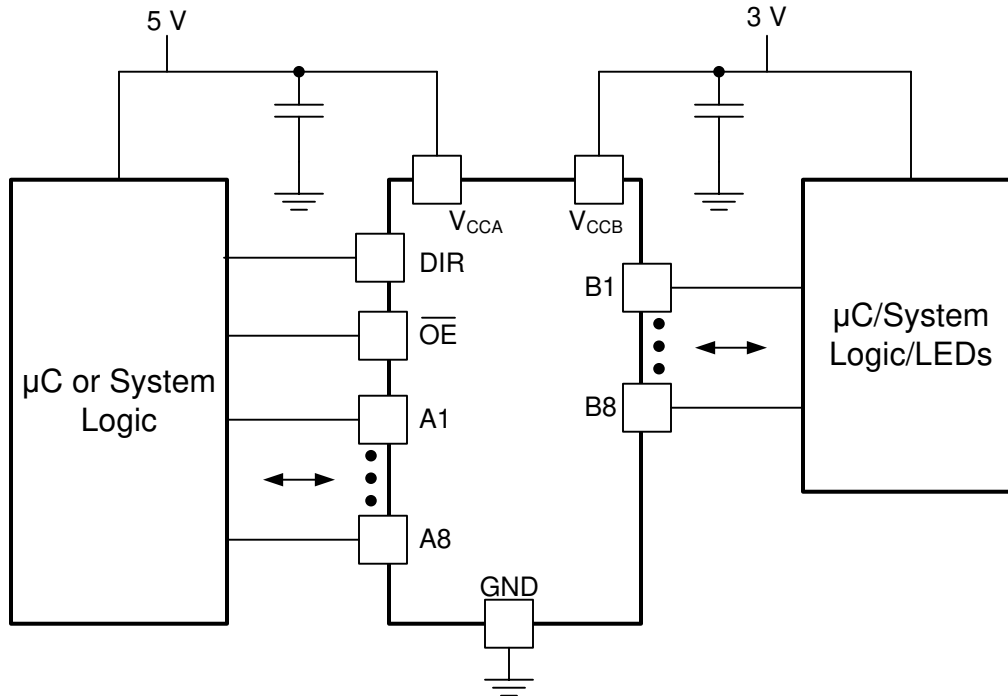 5 V
3 V
V_CCA
V_CCB
DIR
OE
A1
A8
GND
B1
B8
µC or System
Logic
µC/System
Logic/LEDs